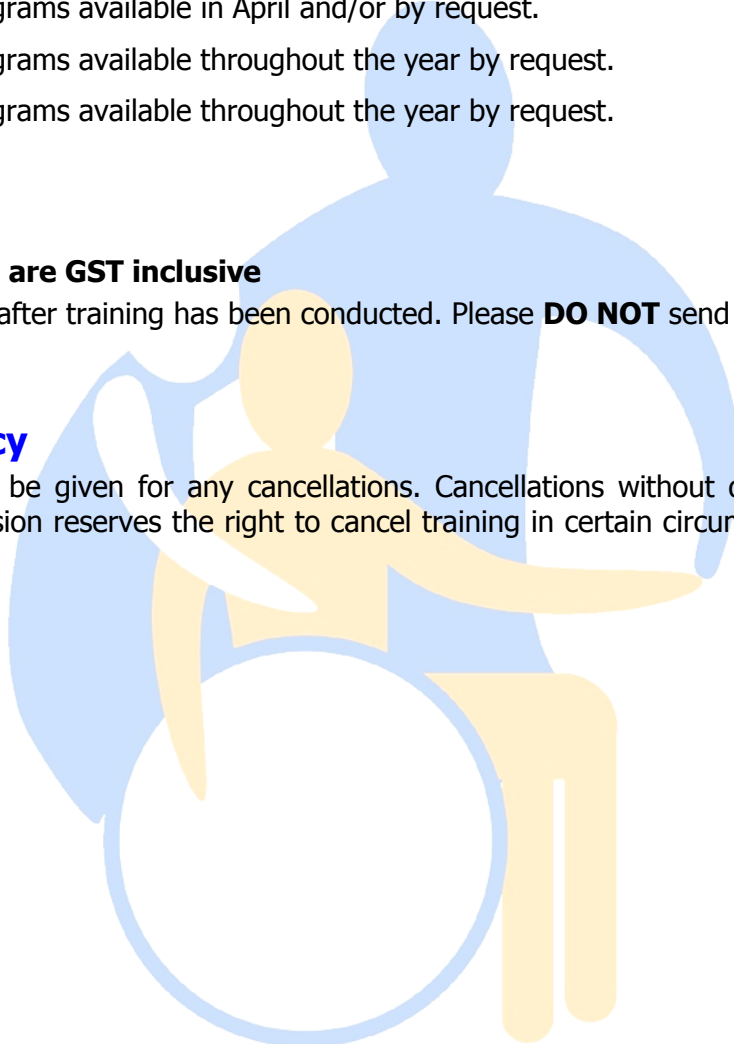 grams available in April and/or by request.
grams available throughout the year by request.
grams available throughout the year by request.
are GST inclusive
after training has been conducted. Please DO NOT send
cy
be given for any cancellations. Cancellations without
sion reserves the right to cancel training in certain